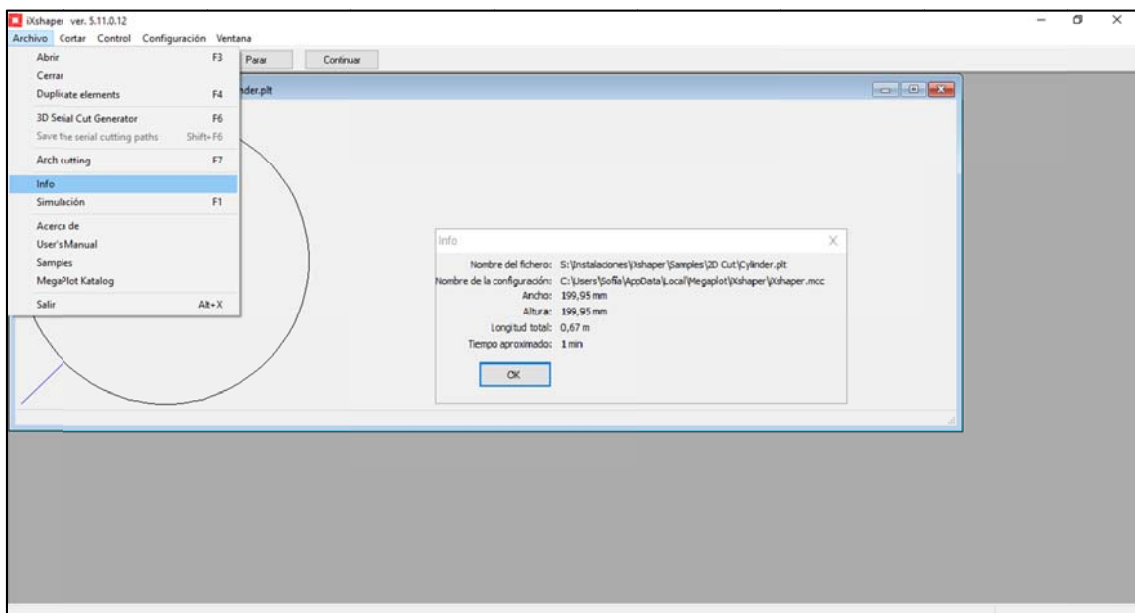 iXshaper ver. 5.11.0.12
Archivo Cortar Control Configuración Ventana
Parar Continuar
Abrir F3
Cerrar
Duplicate elements F4
3D Serial Cut Generator F6
Save the serial cutting paths Shift+F6
Arch cutting F7
Info
Simulación F1
Acerca de
User'sManual
Samples
MegaPlot Katalog
Salir Alt+X
nder.plt
Info
Nombre del fichero: S:\Instalaciones\iXshaper\Samples\2D Cut\Cylinder.plt
Nombre de la configuración: C:\Users\Sofía\AppData\Local\Megaplot\iXshaper\iXshaper.mcc
Ancho: 199,95 mm
Altura: 199,95 mm
Longitud total: 0,67 m
Tiempo aproximado: 1 min
OK